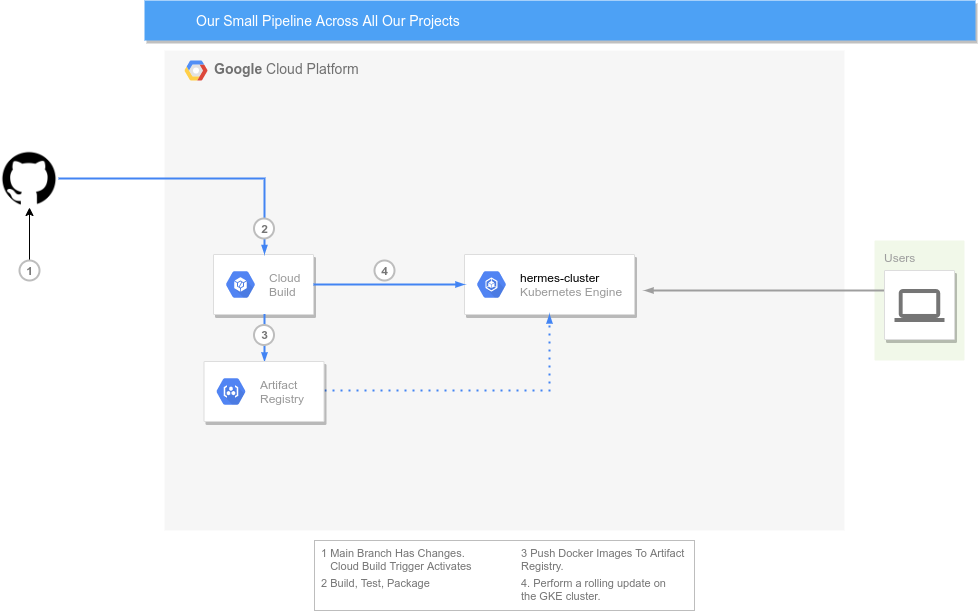 Our Small Pipeline Across All Our Projects
Google Cloud Platform
2
1
Cloud
Build
4
hermes-cluster
Kubernetes Engine
Users
3
Artifact
Registry
1 Main Branch Has Changes.
Cloud Build Trigger Activates
2 Build, Test, Package
3 Push Docker Images To Artifact
Registry.
4. Perform a rolling update on
the GKE cluster.